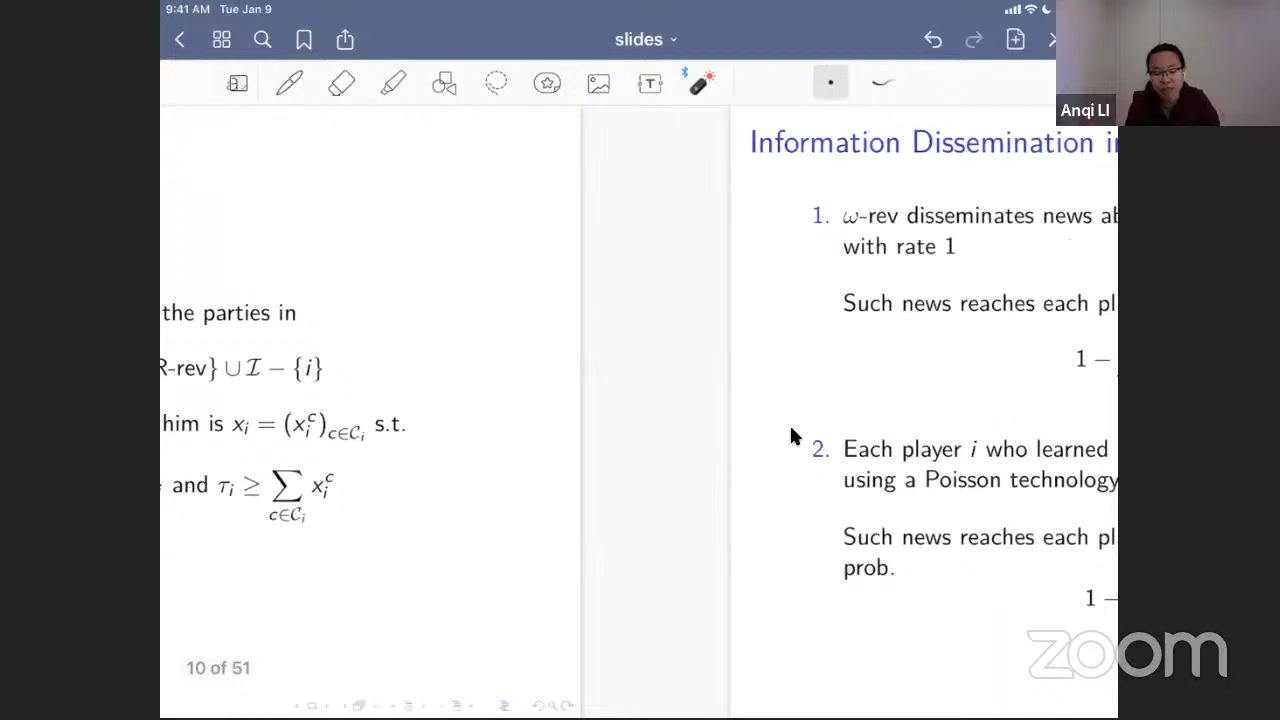 9:41 AM Tue Jan 9
slides
Anqi LI
the parties in
R-rev} ∪ I − {i}
him is x_i = (x_i^c)_{c∈C_i} s.t.
and τ_i ≥ ∑_{c∈C_i} x_i^c
10 of 51
Information Dissemination in
1. ω-rev disseminates news ab
with rate 1
Such news reaches each pl
1 −
2. Each player i who learned
using a Poisson technology
Such news reaches each pl
prob.
1 −
zoom